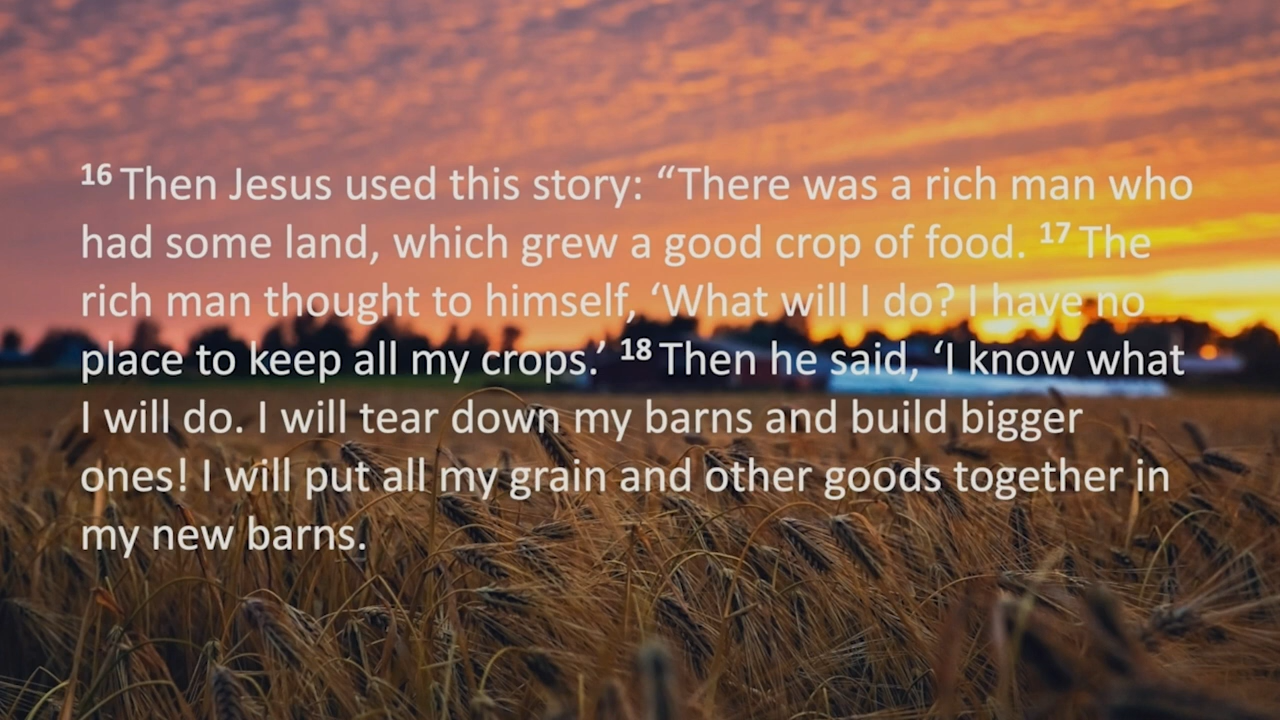 16 Then Jesus used this story: “There was a rich man who
had some land, which grew a good crop of food. 17 The
rich man thought to himself, ‘What will I do? I have no
place to keep all my crops.’ 18 Then he said, ‘I know what
I will do. I will tear down my barns and build bigger
ones! I will put all my grain and other goods together in
my new barns.